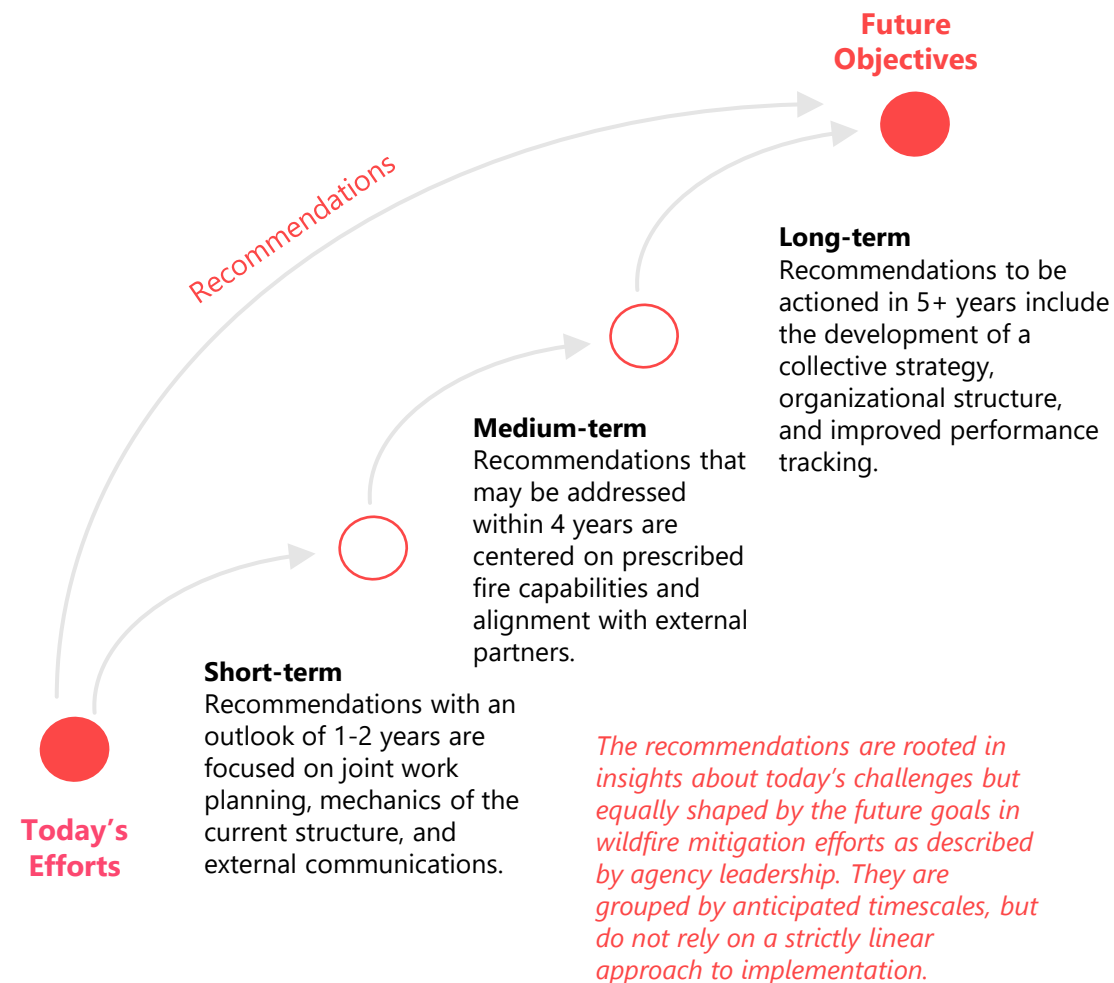 Future
Objectives
Recommendations
Long-term
Recommendations to be
actioned in 5+ years include
the development of a
collective strategy,
organizational structure,
and improved performance
tracking.
Medium-term
Recommendations that
may be addressed
within 4 years are
centered on prescribed
fire capabilities and
alignment with external
partners.
Short-term
Recommendations with an
outlook of 1-2 years are
focused on joint work
planning, mechanics of the
current structure, and
external communications.
Today’s
Efforts
The recommendations are rooted in
insights about today’s challenges but
equally shaped by the future goals in
wildfire mitigation efforts as described
by agency leadership. They are
grouped by anticipated timescales, but
do not rely on a strictly linear
approach to implementation.